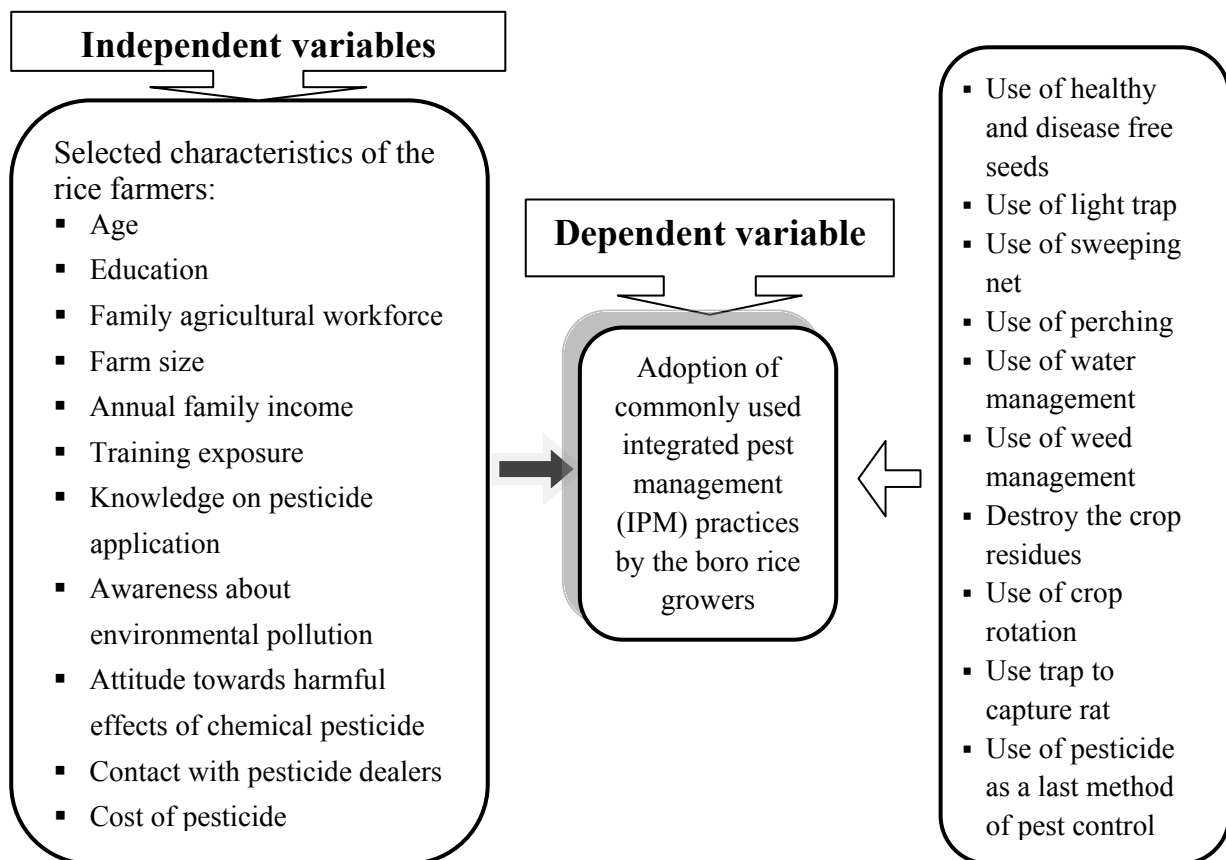 Independent variables
Selected characteristics of the
rice farmers:
▪ Age
▪ Education
▪ Family agricultural workforce
▪ Farm size
▪ Annual family income
▪ Training exposure
▪ Knowledge on pesticide
application
▪ Awareness about
environmental pollution
▪ Attitude towards harmful
effects of chemical pesticide
▪ Contact with pesticide dealers
▪ Cost of pesticide
Dependent variable
Adoption of
commonly used
integrated pest
management
(IPM) practices
by the boro rice
growers
▪ Use of healthy
and disease free
seeds
▪ Use of light trap
▪ Use of sweeping
net
▪ Use of perching
▪ Use of water
management
▪ Use of weed
management
▪ Destroy the crop
residues
▪ Use of crop
rotation
▪ Use trap to
capture rat
▪ Use of pesticide
as a last method
of pest control